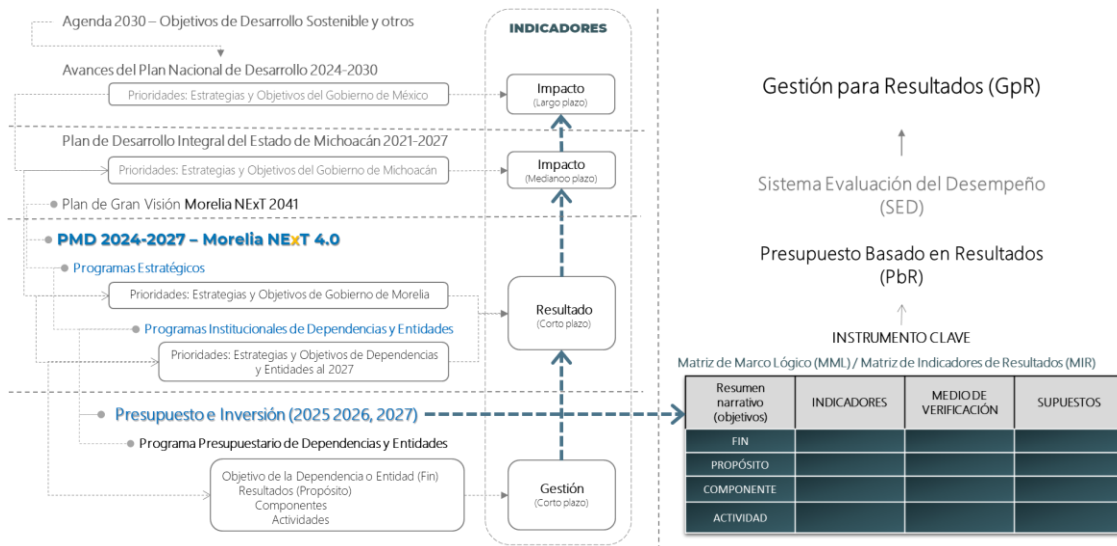 Agenda 2030 – Objetivos de Desarrollo Sostenible y otros
Avances del Plan Nacional de Desarrollo 2024-2030
Prioridades: Estrategias y Objetivos del Gobierno de México
Plan de Desarrollo Integral del Estado de Michoacán 2021-2027
Prioridades: Estrategias y Objetivos del Gobierno de Michoacán
Plan de Gran Visión Morelia NExT 2041
PMD 2024-2027 – Morelia NExT 4.0
Programas Estratégicos
Prioridades: Estrategias y Objetivos de Gobierno de Morelia
Programas Institucionales de Dependencias y Entidades
Prioridades: Estrategias y Objetivos de Dependencias
y Entidades al 2027
Presupuesto e Inversión (2025 2026, 2027)
Programa Presupuestario de Dependencias y Entidades
Objetivo de la Dependencia o Entidad (Fin)
Resultados (Propósito)
Componentes
Actividades
INDICADORES
Impacto
(Largo plazo)
Impacto
(Medianoo plazo)
Resultado
(Corto plazo)
Gestión
(Corto plazo)
Gestión para Resultados (GpR)
Sistema Evaluación del Desempeño
(SED)
Presupuesto Basado en Resultados
(PbR)
INSTRUMENTO CLAVE
Matriz de Marco Lógico (MML) / Matriz de Indicadores de Resultados (MIR)
Resumen
narrativo
(objetivos)
INDICADORES
MEDIO DE
VERIFICACIÓN
SUPUESTOS
FIN
PROPÓSITO
COMPONENTE
ACTIVIDAD